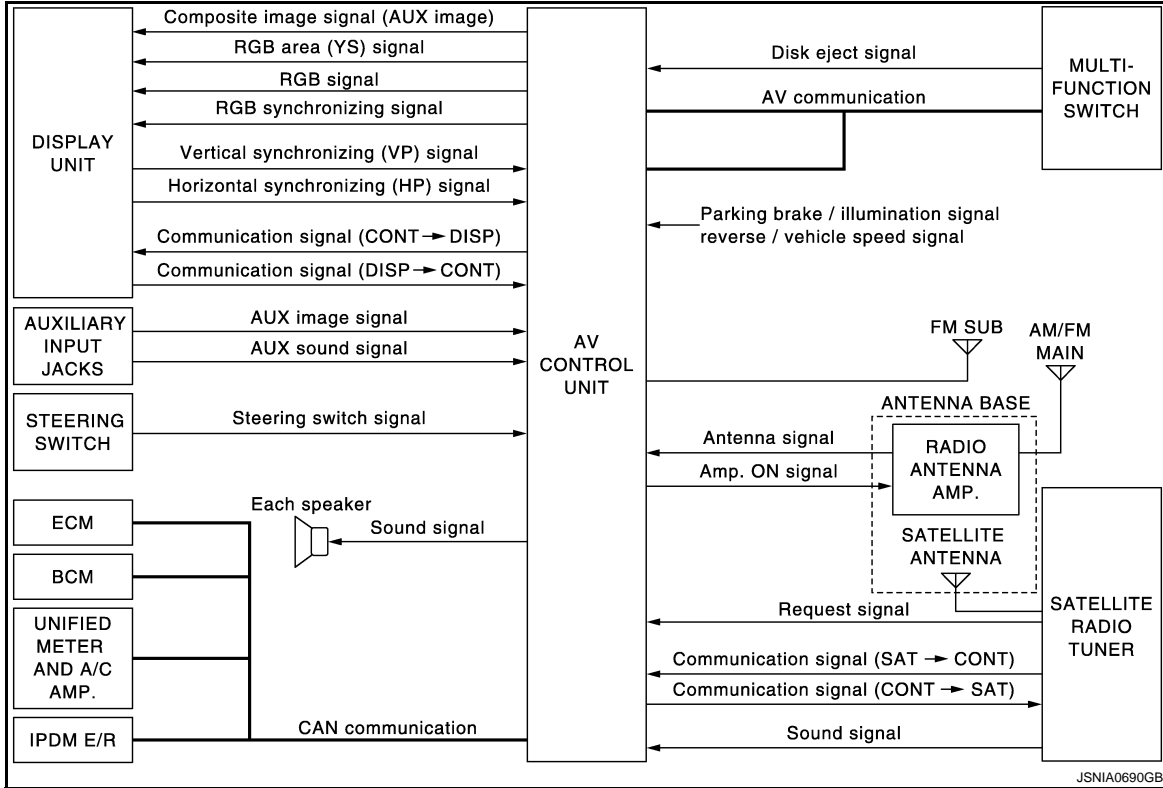 Composite image signal (AUX image)
RGB area (YS) signal
RGB signal
RGB synchronizing signal
DISPLAY
UNIT
Vertical synchronizing (VP) signal
Horizontal synchronizing (HP) signal
Communication signal (CONT → DISP)
Communication signal (DISP → CONT)
AUXILIARY
INPUT
JACKS
AUX image signal
AUX sound signal
STEERING
SWITCH
Steering switch signal
ECM
BCM
UNIFIED
METER
AND A/C
AMP.
IPDM E/R
Each speaker
Sound signal
CAN communication
AV
CONTROL
UNIT
Disk eject signal
AV communication
MULTI-
FUNCTION
SWITCH
Parking brake / illumination signal
reverse / vehicle speed signal
FM SUB
AM/FM
MAIN
ANTENNA BASE
Antenna signal
Amp. ON signal
RADIO
ANTENNA
AMP.
SATELLITE
ANTENNA
Request signal
Communication signal (SAT → CONT)
Communication signal (CONT → SAT)
Sound signal
SATELLITE
RADIO
TUNER
JSNIA0690GB